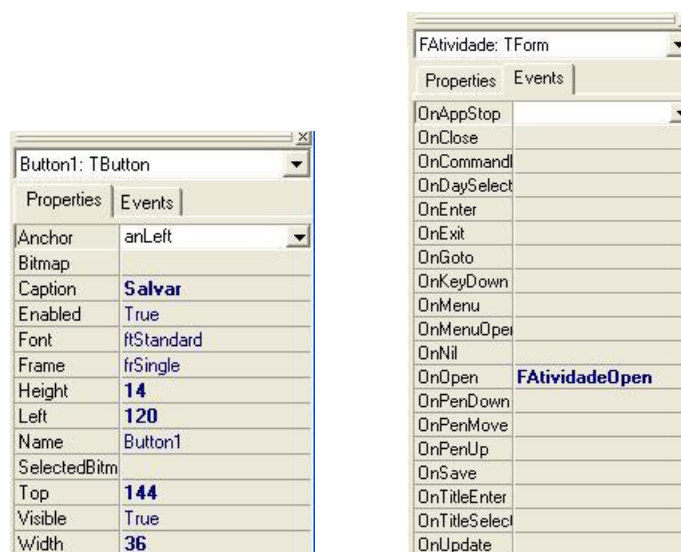 Button1: TButton
Properties Events
Anchor anLeft
Bitmap
Caption Salvar
Enabled True
Font ftStandard
Frame frSingle
Height 14
Left 120
Name Button1
SelectedBitm
Top 144
Visible True
Width 36
FAtividade: TForm
Properties Events
OnAppStop
OnClose
OnCommandl
OnDaySelect
OnEnter
OnExit
OnGoto
OnKeyDown
OnMenu
OnMenuOper
OnNil
OnOpen FAtividadeOpen
OnPenDown
OnPenMove
OnPenUp
OnSave
OnTitleEnter
OnTitleSelect
OnUpdate